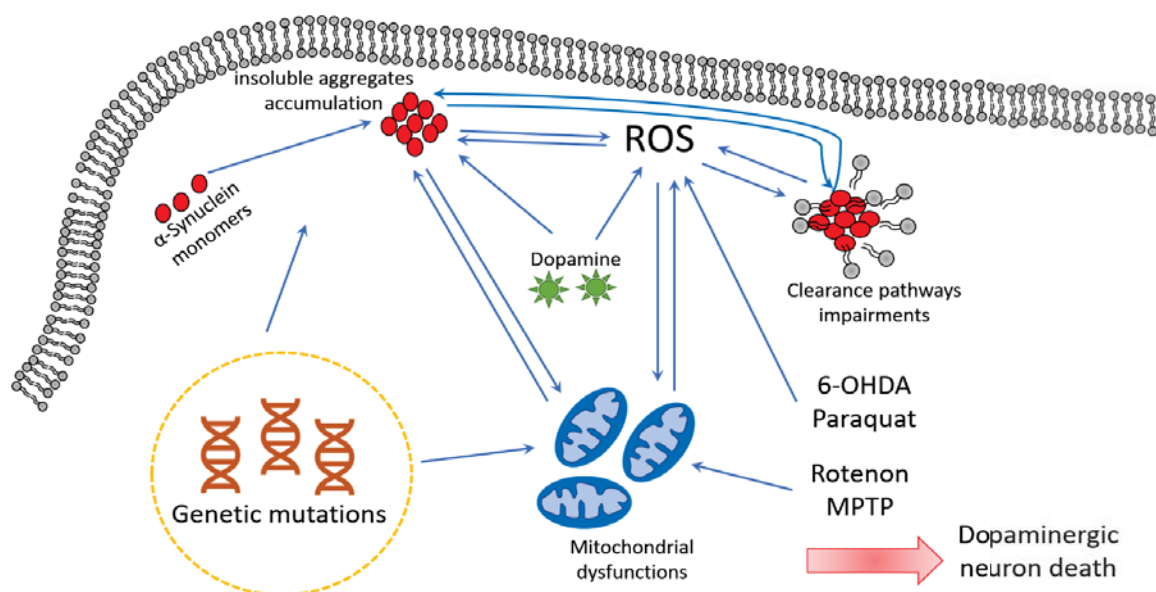 insoluble aggregates
accumulation
ROS
α-Synuclein
monomers
Dopamine
Clearance pathways
impairments
6-OHDA
Paraquat
Rotenon
MPTP
Genetic mutations
Mitochondrial
dysfunctions
Dopaminergic
neuron death